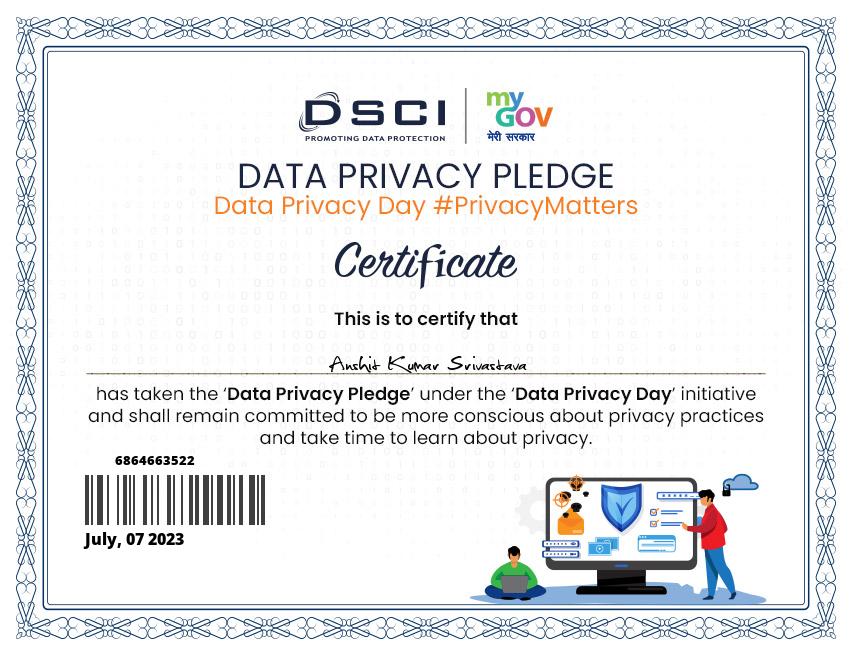 DSCI
PROMOTING DATA PROTECTION
my
GOV
मेरी सरकार
DATA PRIVACY PLEDGE
Data Privacy Day #PrivacyMatters
Certificate
This is to certify that
Anshit Kumar Srivastava
has taken the ‘Data Privacy Pledge’ under the ‘Data Privacy Day’ initiative
and shall remain committed to be more conscious about privacy practices
and take time to learn about privacy.
6864663522
July, 07 2023